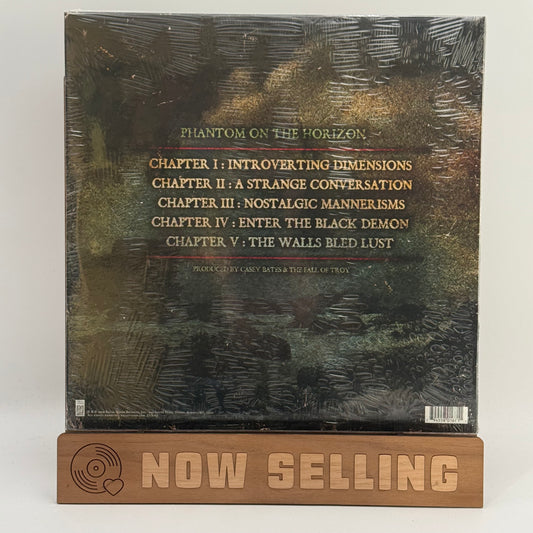 PHANTOM ON THE HORIZON
CHAPTER I : INTROVERTING DIMENSIONS
CHAPTER II : A STRANGE CONVERSATION
CHAPTER III : NOSTALGIC MANNERISMS
CHAPTER IV : ENTER THE BLACK DEMON
CHAPTER V : THE WALLS BLED LUST
PRODUCED BY CASEY BATES & THE FALL OF TROY
NOW SELLING